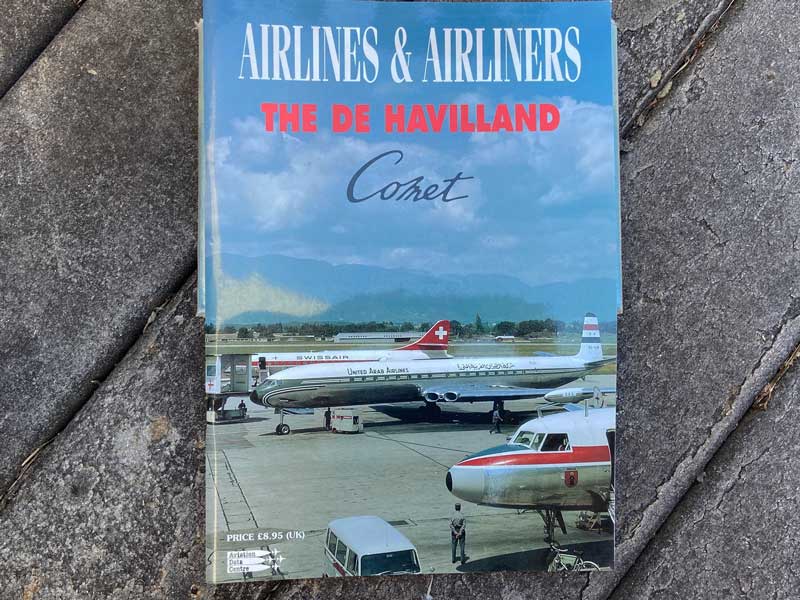 AIRLINES & AIRLINERS
THE DE HAVILLAND
Comet
SWISSAIR
UNITED ARAB AIRLINES
PRICE £8.95 (UK)
Aviation
Data
Centre